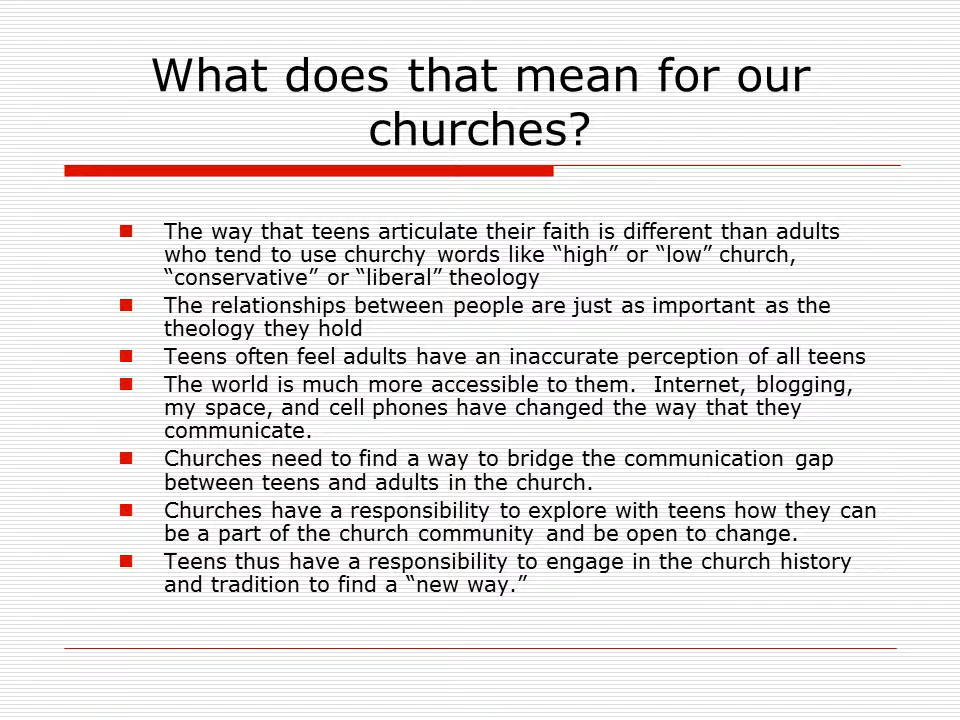 What does that mean for our
churches?
The way that teens articulate their faith is different than adults
who tend to use churchy words like “high” or “low” church,
“conservative” or “liberal” theology
The relationships between people are just as important as the
theology they hold
Teens often feel adults have an inaccurate perception of all teens
The world is much more accessible to them.  Internet, blogging,
my space, and cell phones have changed the way that they
communicate.
Churches need to find a way to bridge the communication gap
between teens and adults in the church.
Churches have a responsibility to explore with teens how they can
be a part of the church community and be open to change.
Teens thus have a responsibility to engage in the church history
and tradition to find a “new way.”